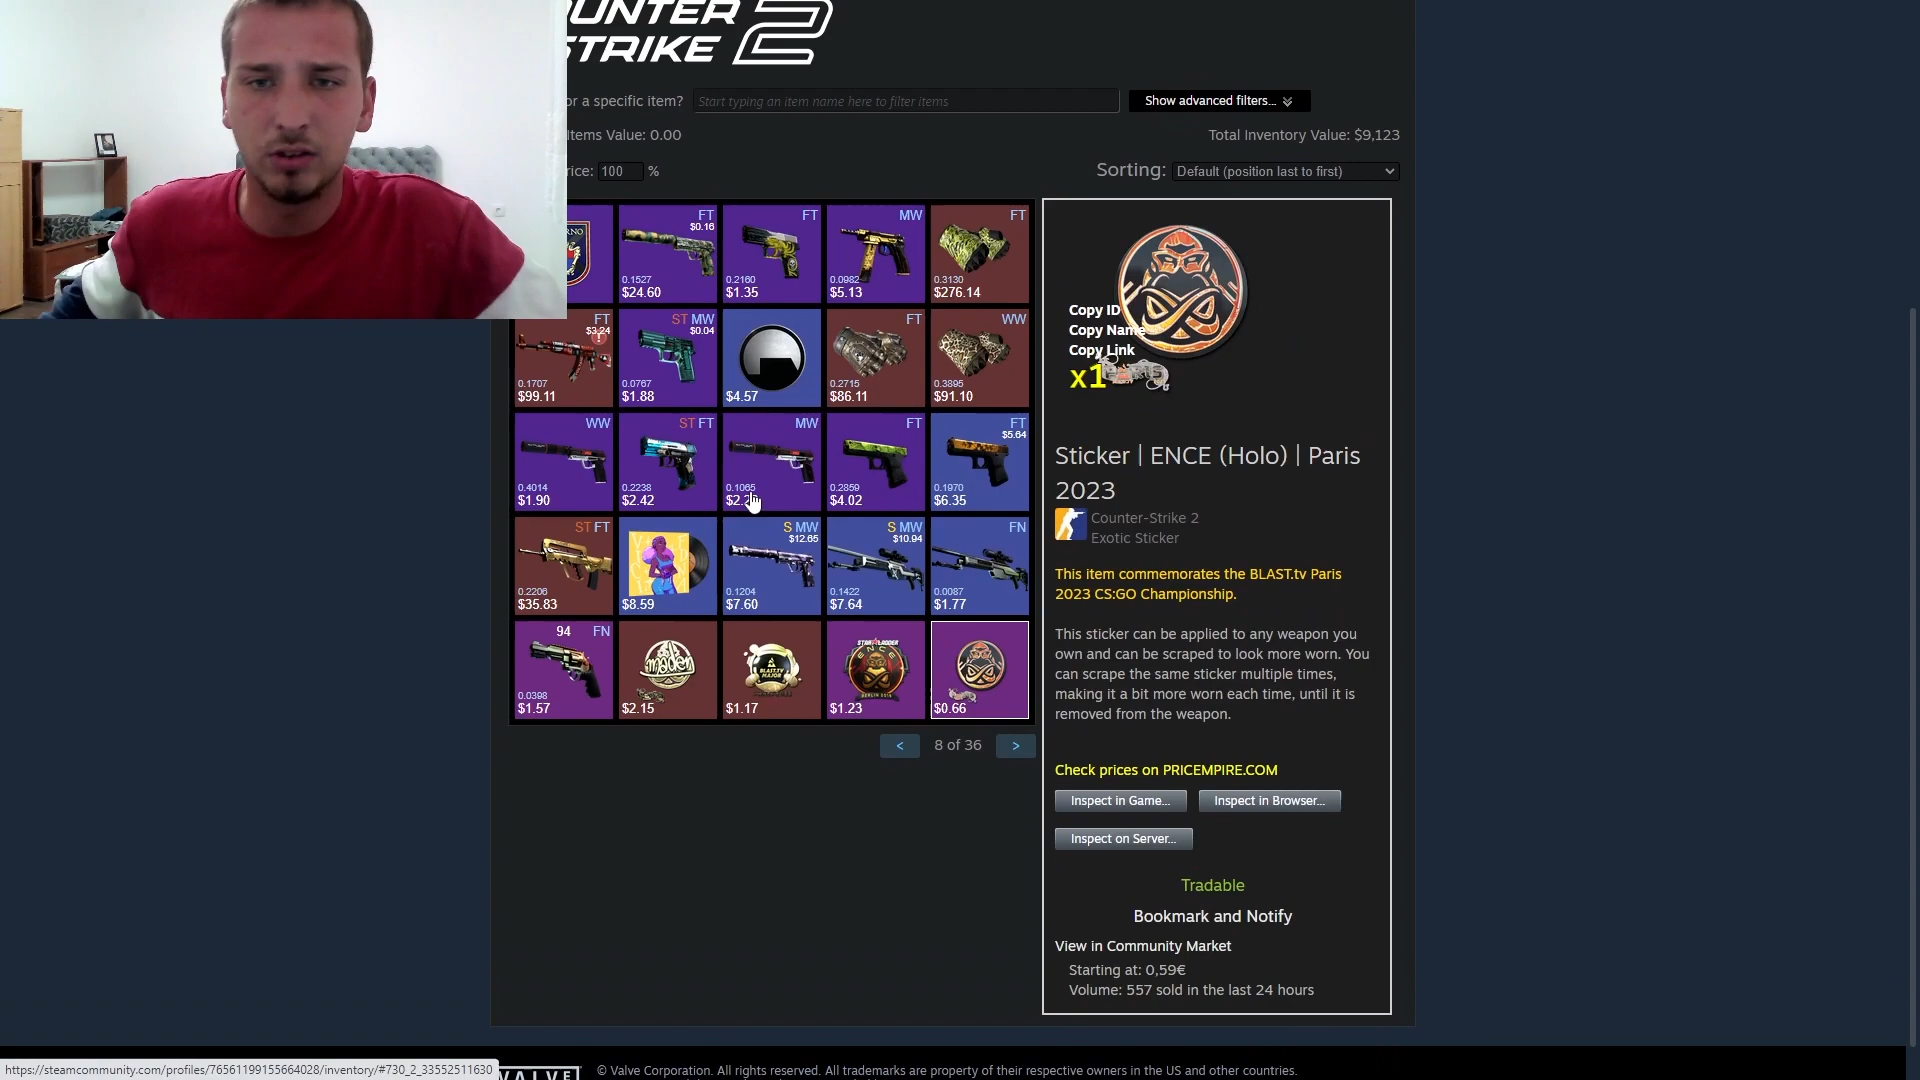 OUNTER
STRIKE 2
or a specific item?
Start typing an item name here to filter items
Show advanced filters...
Items Value: 0.00
Total Inventory Value: $9,123
rice: 100 %
Sorting: Default (position last to first)
FT
$0.16
0.1527
$24.60
FT
0.2160
$1.35
MW
0.0982
$5.13
FT
0.3130
$276.14
FT
$3.24
0.1707
$99.11
ST MW
$0.04
0.0767
$1.88
$4.57
FT
0.2715
$86.11
WW
0.3895
$91.10
WW
0.4014
$1.90
ST FT
0.2238
$2.42
MW
0.1065
FT
0.2859
$4.02
FT
$5.64
0.1970
$6.35
ST FT
0.2206
$35.83
$8.59
S MW
$12.65
0.1204
$7.60
S MW
$10.94
0.1422
$7.64
FN
0.0087
$1.77
94 FN
0.0398
$1.57
$2.15
BLAST.TV
MAJOR
$1.17
ENCE
$1.23
$0.66
< 8 of 36 >
Copy ID
Copy Name
Copy Link
x1
Sticker | ENCE (Holo) | Paris
2023
Counter-Strike 2
Exotic Sticker
This item commemorates the BLAST.tv Paris
2023 CS:GO Championship.
This sticker can be applied to any weapon you
own and can be scraped to look more worn. You
can scrape the same sticker multiple times,
making it a bit more worn each time, until it is
removed from the weapon.
Check prices on PRICEMPIRE.COM
Inspect in Game...
Inspect in Browser...
Inspect on Server...
Tradable
Bookmark and Notify
View in Community Market
Starting at: 0,59€
Volume: 557 sold in the last 24 hours
https://steamcommunity.com/profiles/76561199155664028/inventory/#730_2_33552511630
VALVE
© Valve Corporation. All rights reserved. All trademarks are property of their respective owners in the US and other countries.